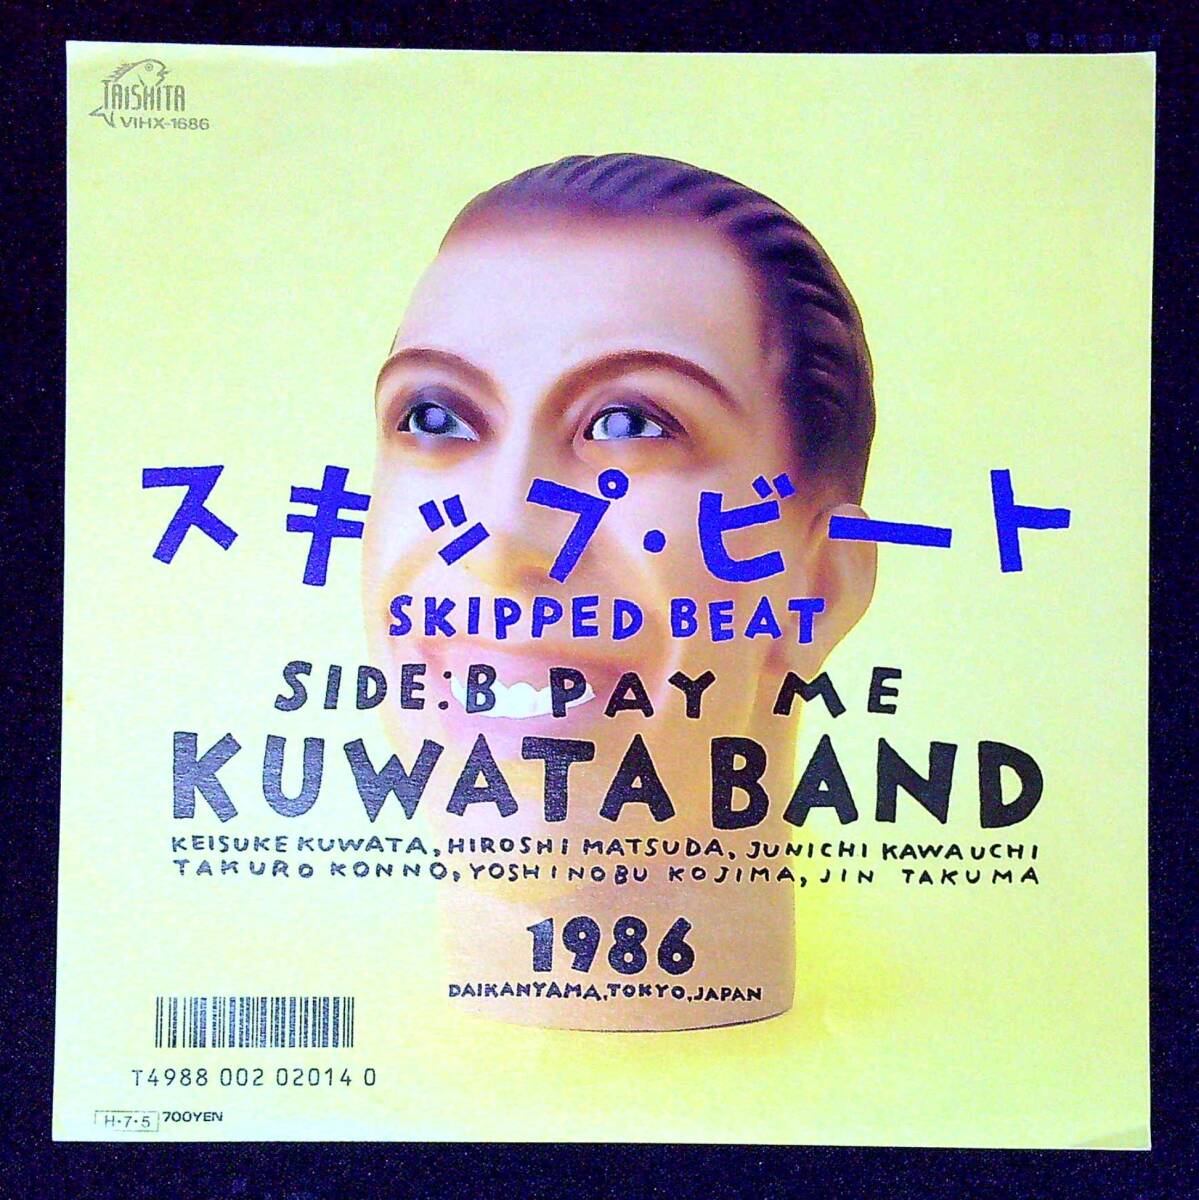 TAISHITA
VIHX-1686
スキップ・ビート
SKIPPED BEAT
SIDE:B PAY ME
KUWATA BAND
KEISUKE KUWATA, HIROSHI MATSUDA, JUNICHI KAWAUCHI
TAKURO KONNO, YOSHINOBU KOJIMA, JIN TAKUMA
1986
DAIKANYAMA, TOKYO, JAPAN
T4988 002 02014 0
H・7・5 700YEN